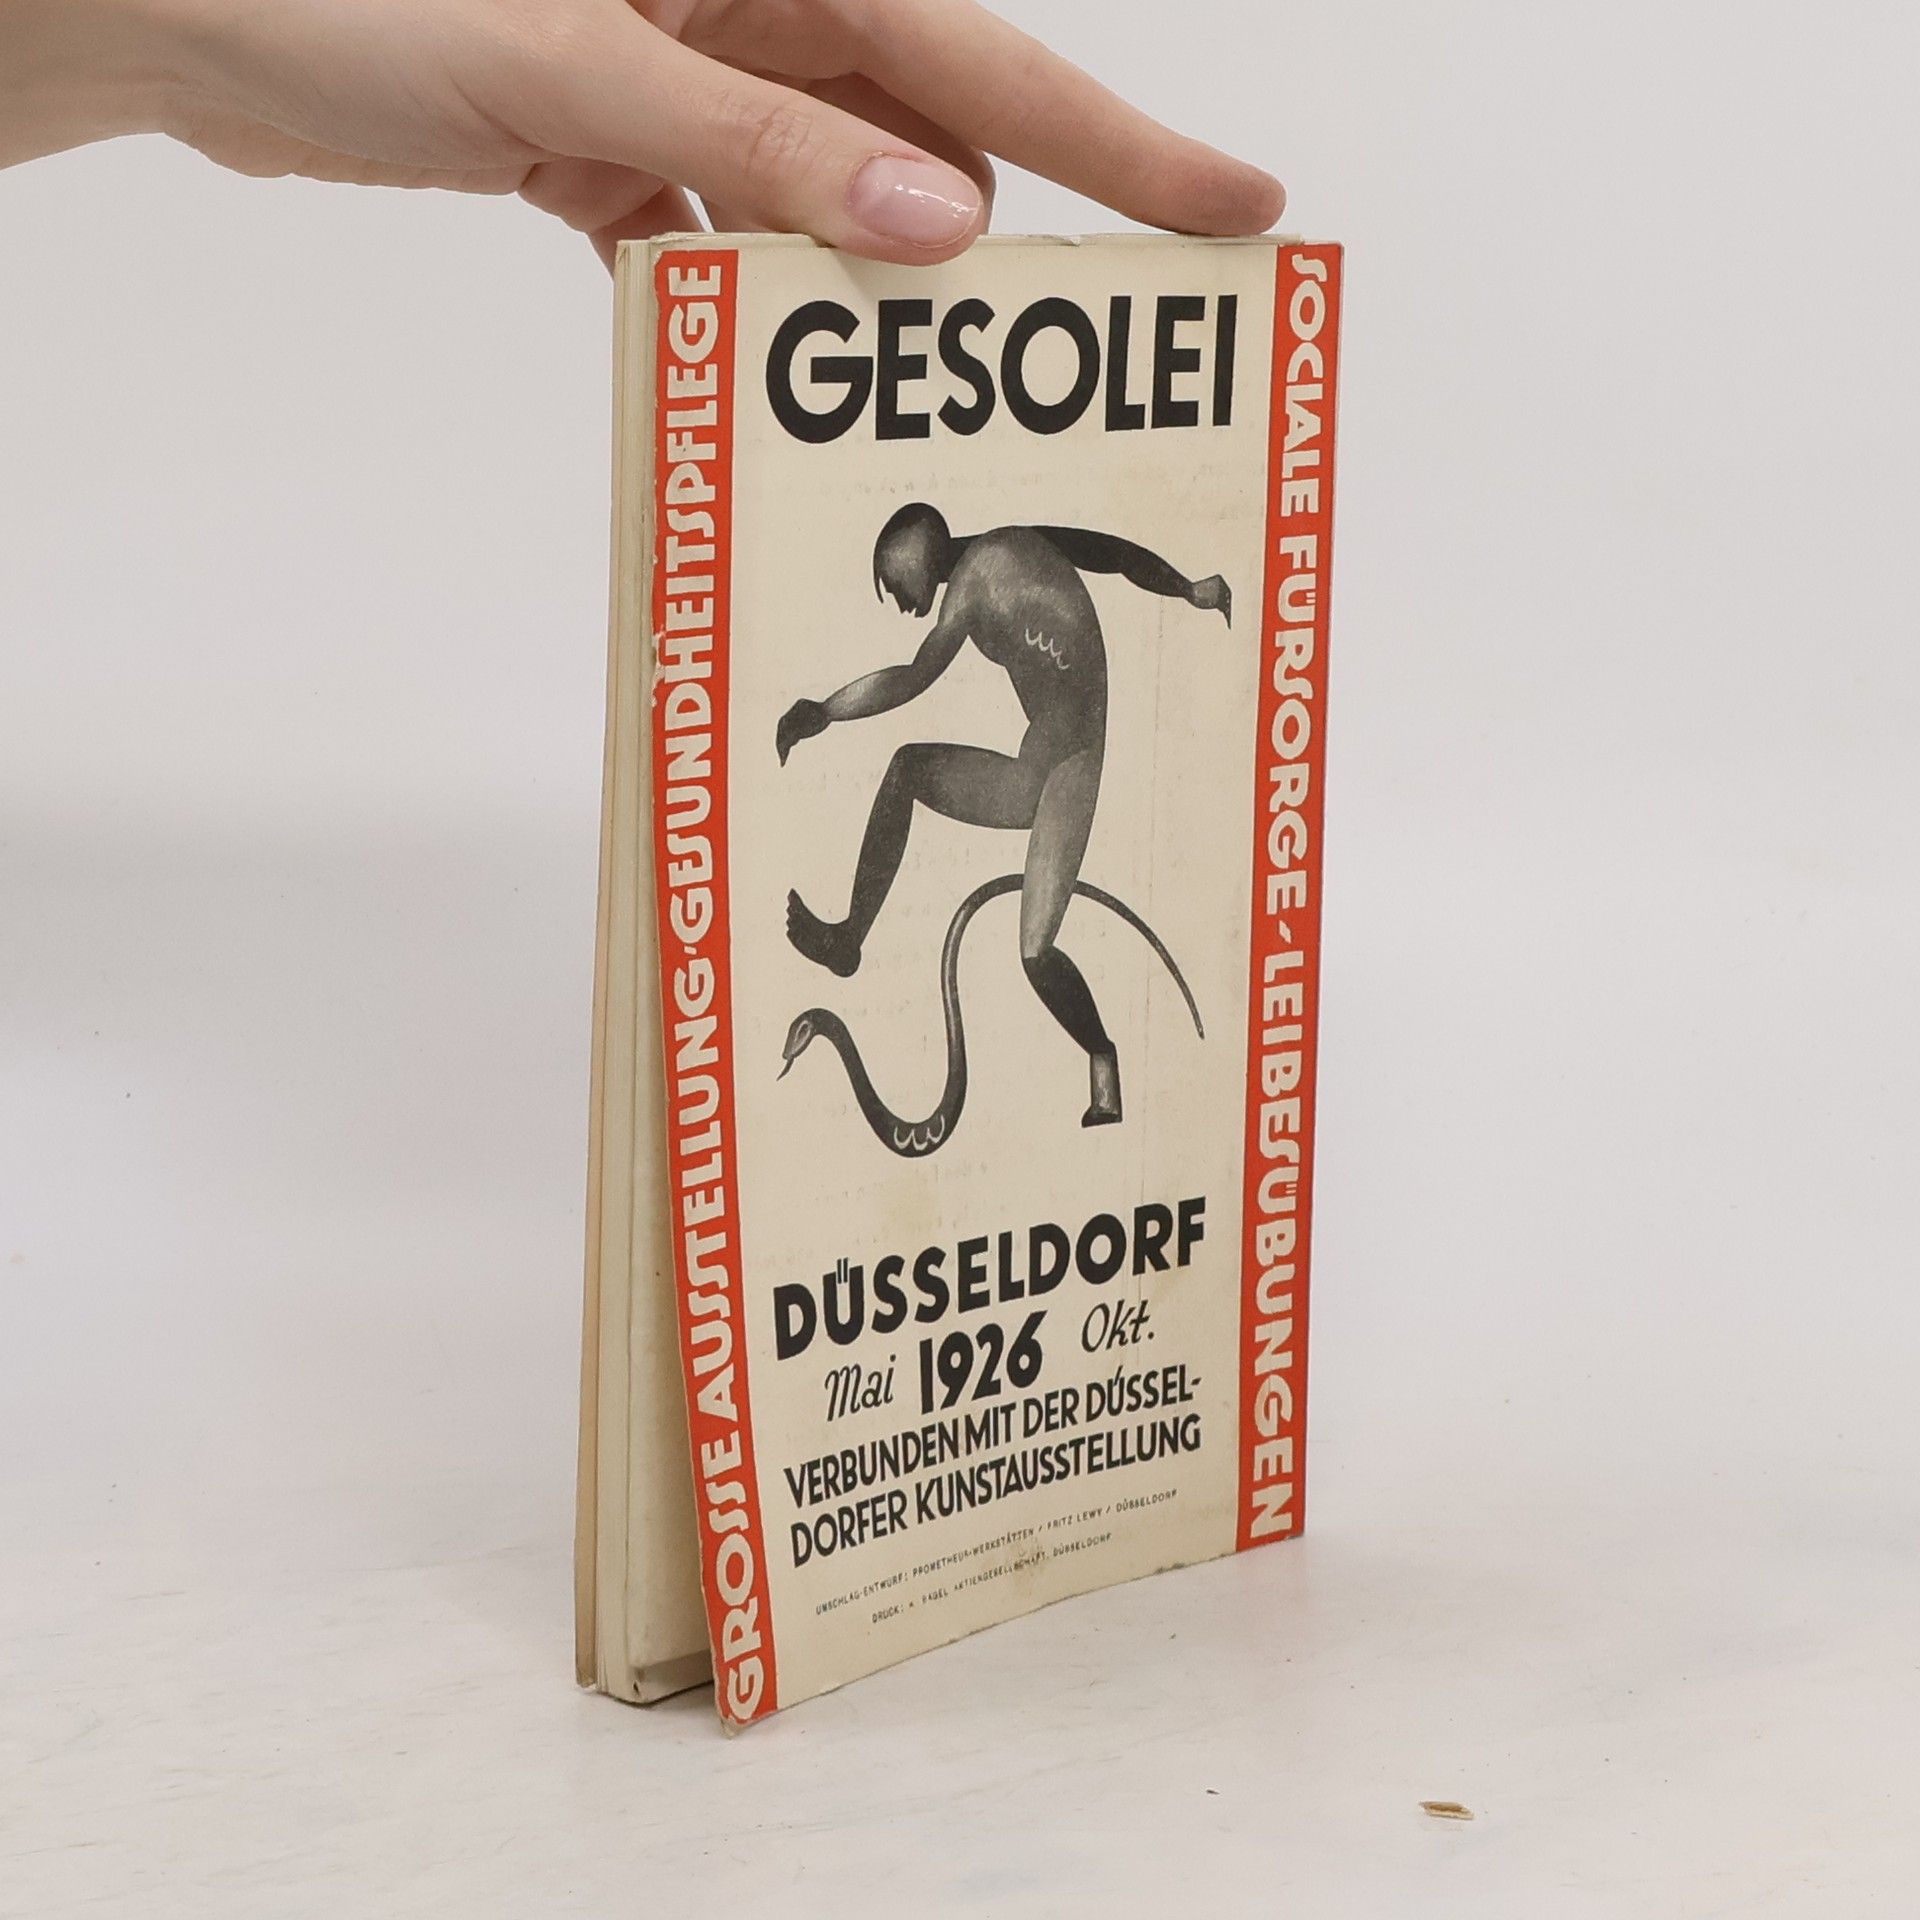 GESOLEI
GROSSE AUSSTELLUNG·GESUNDHEITSPFLEGE
SOCIALE FÜRSORGE-LEIBESÜBUNGEN
DÜSSELDORF
Mai 1926 Okt.
VERBUNDEN MIT DER DÜSSEL-
DORFER KUNSTAUSSTELLUNG
UMSCHLAG-ENTWURF: PROMETHEUS-WERKSTÄTTEN / FRITZ LEWY / DÜSSELDORF
DRUCK: A. BAGEL AKTIENGESELLSCHAFT, DÜSSELDORF